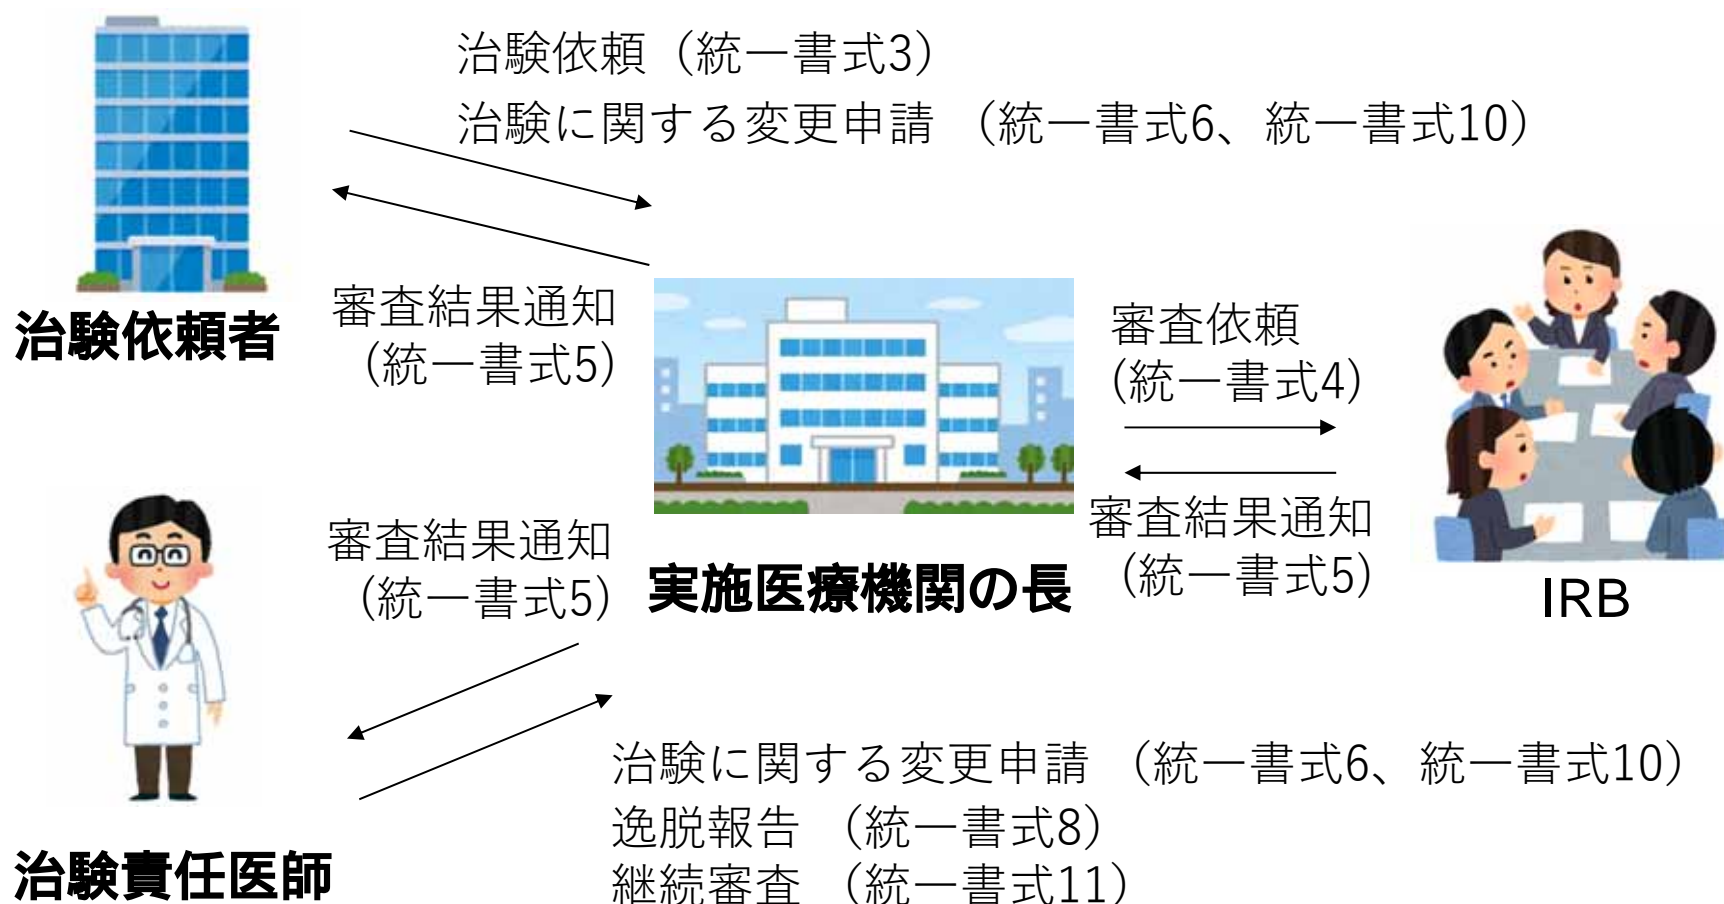 治験依頼（統一書式3）
治験に関する変更申請 （統一書式6、統一書式10）
治験依頼者
審査結果通知
（統一書式5）
審査依頼
（統一書式4）
審査結果通知
（統一書式5）
実施医療機関の長
審査結果通知
（統一書式5）
IRB
治験責任医師
治験に関する変更申請 （統一書式6、統一書式10）
逸脱報告 （統一書式8）
継続審査 （統一書式11）